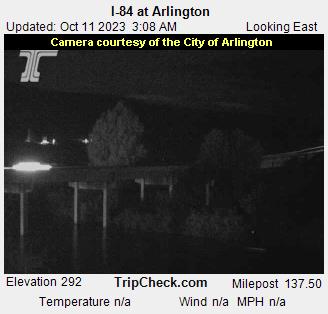 I-84 at Arlington
Updated: Oct 11 2023 3:08 AM Looking East
Camera courtesy of the City of Arlington
Elevation 292 TripCheck.com Milepost 137.50
Temperature n/a Wind n/a MPH n/a